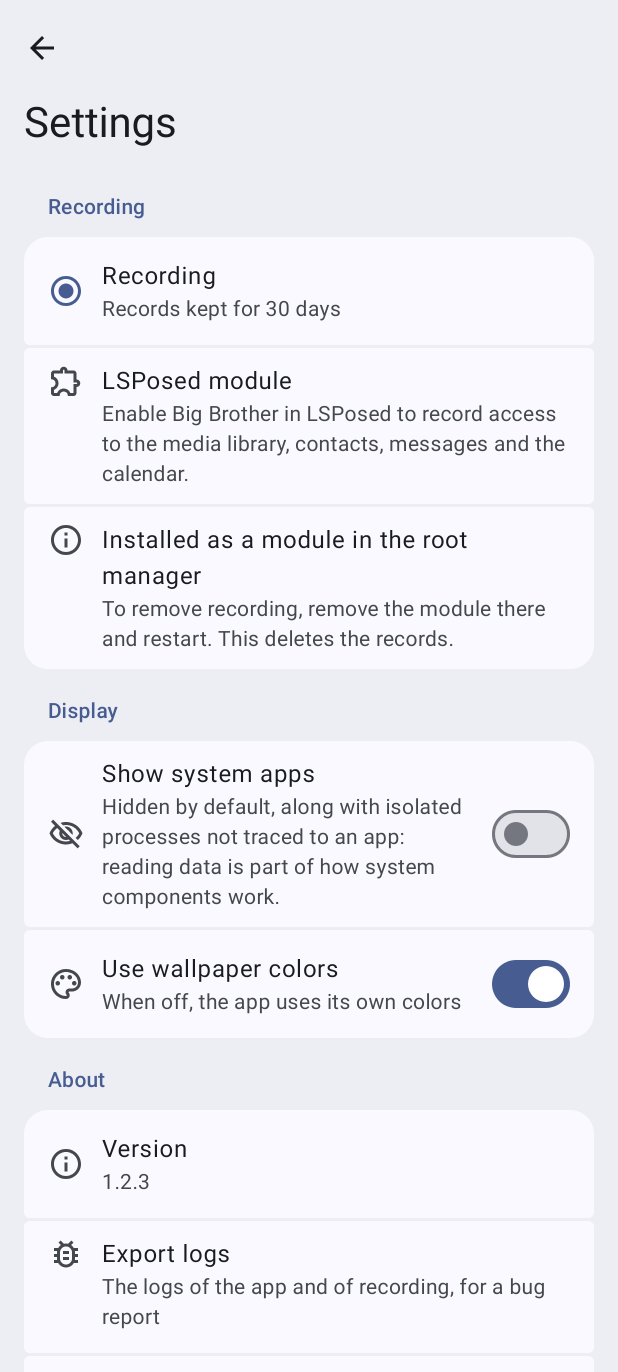 Settings
Recording
Recording
Records kept for 30 days
LSPosed module
Enable Big Brother in LSPosed to record access
to the media library, contacts, messages and the
calendar.
Installed as a module in the root
manager
To remove recording, remove the module there
and restart. This deletes the records.
Display
Show system apps
Hidden by default, along with isolated
processes not traced to an app:
reading data is part of how system
components work.
Use wallpaper colors
When off, the app uses its own colors
About
Version
1.2.3
Export logs
The logs of the app and of recording, for a bug
report